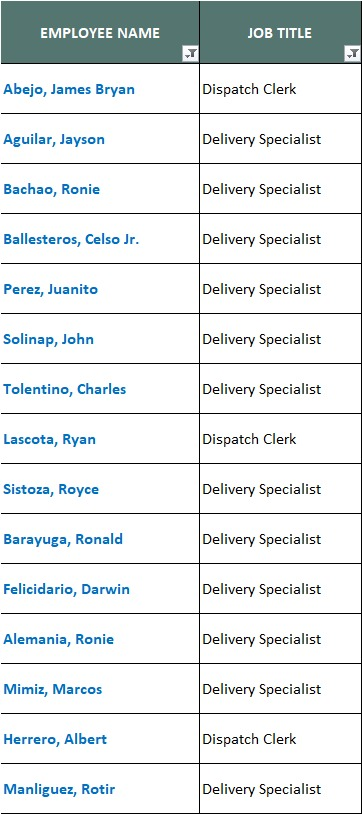 EMPLOYEE NAME JOB TITLE
Abejo, James Bryan Dispatch Clerk
Aguilar, Jayson Delivery Specialist
Bachao, Ronie Delivery Specialist
Ballesteros, Celso Jr. Delivery Specialist
Perez, Juanito Delivery Specialist
Solinap, John Delivery Specialist
Tolentino, Charles Delivery Specialist
Lascota, Ryan Dispatch Clerk
Sistoza, Royce Delivery Specialist
Barayuga, Ronald Delivery Specialist
Felicidario, Darwin Delivery Specialist
Alemania, Ronie Delivery Specialist
Mimiz, Marcos Delivery Specialist
Herrero, Albert Dispatch Clerk
Manliguez, Rotir Delivery Specialist